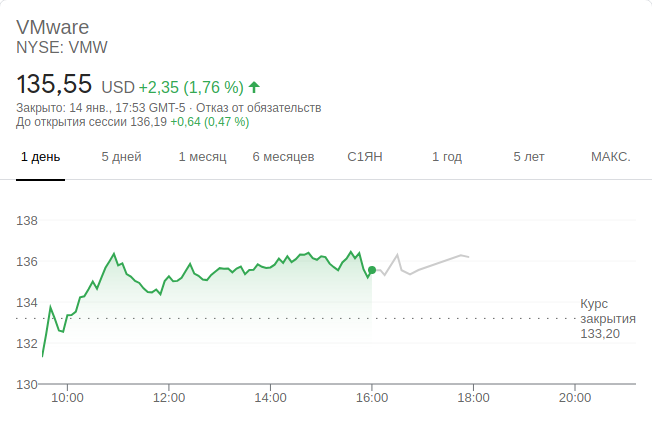 VMware
NYSE: VMW
135,55 USD +2,35 (1,76 %)
Закрыто: 14 янв., 17:53 GMT-5 · Отказ от обязательств
До открытия сессии 136,19 +0,64 (0,47 %)
1 день 5 дней 1 месяц 6 месяцев С1ЯН 1 год 5 лет МАКС.
138
136
134
Курс
закрытия
133,20
132
130
10:00 12:00 14:00 16:00 18:00 20:00